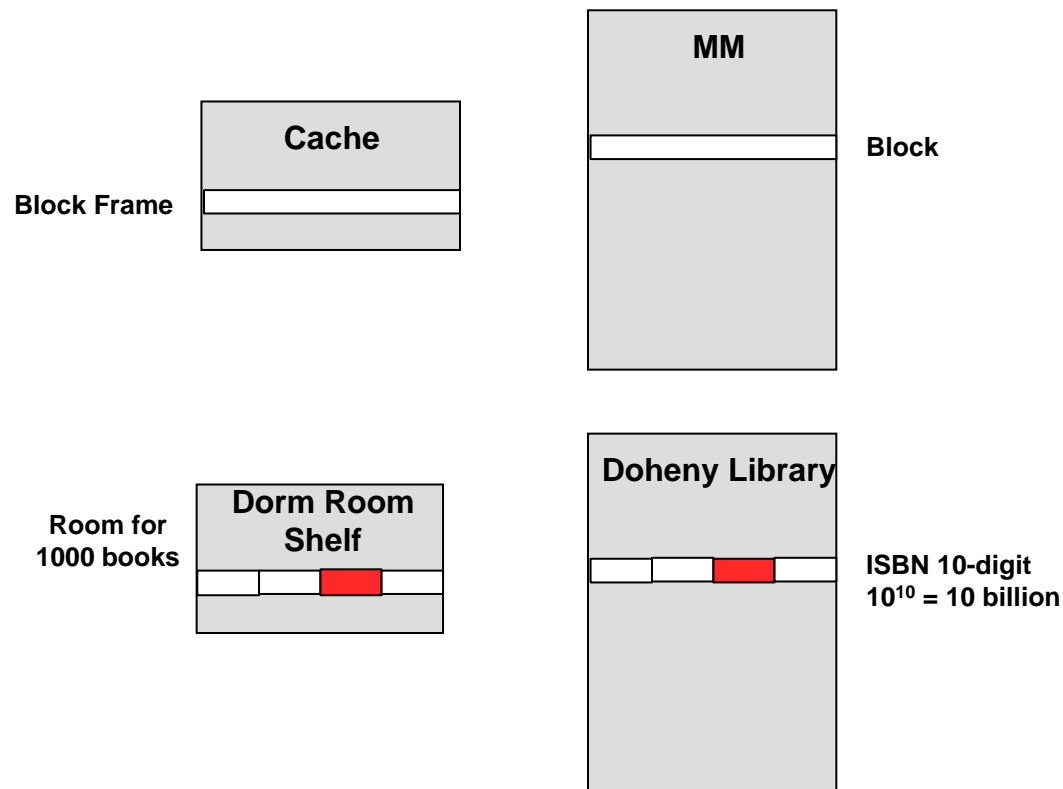 MM
Cache
Block
Block Frame
Doheny Library
Dorm Room
Shelf
Room for
1000 books
ISBN 10-digit
10¹⁰ = 10 billion